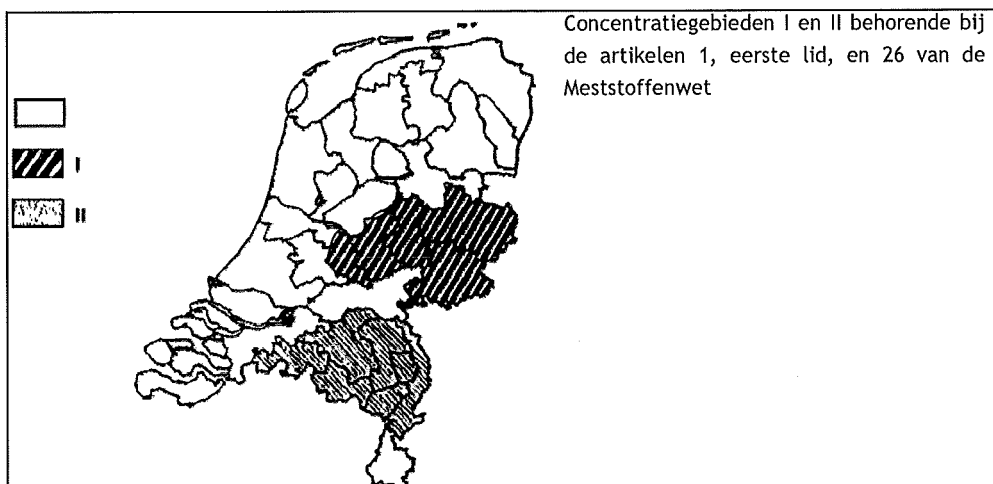 Concentratiegebieden I en II behorende bij
de artikelen 1, eerste lid, en 26 van de
Meststoffenwet
I
II